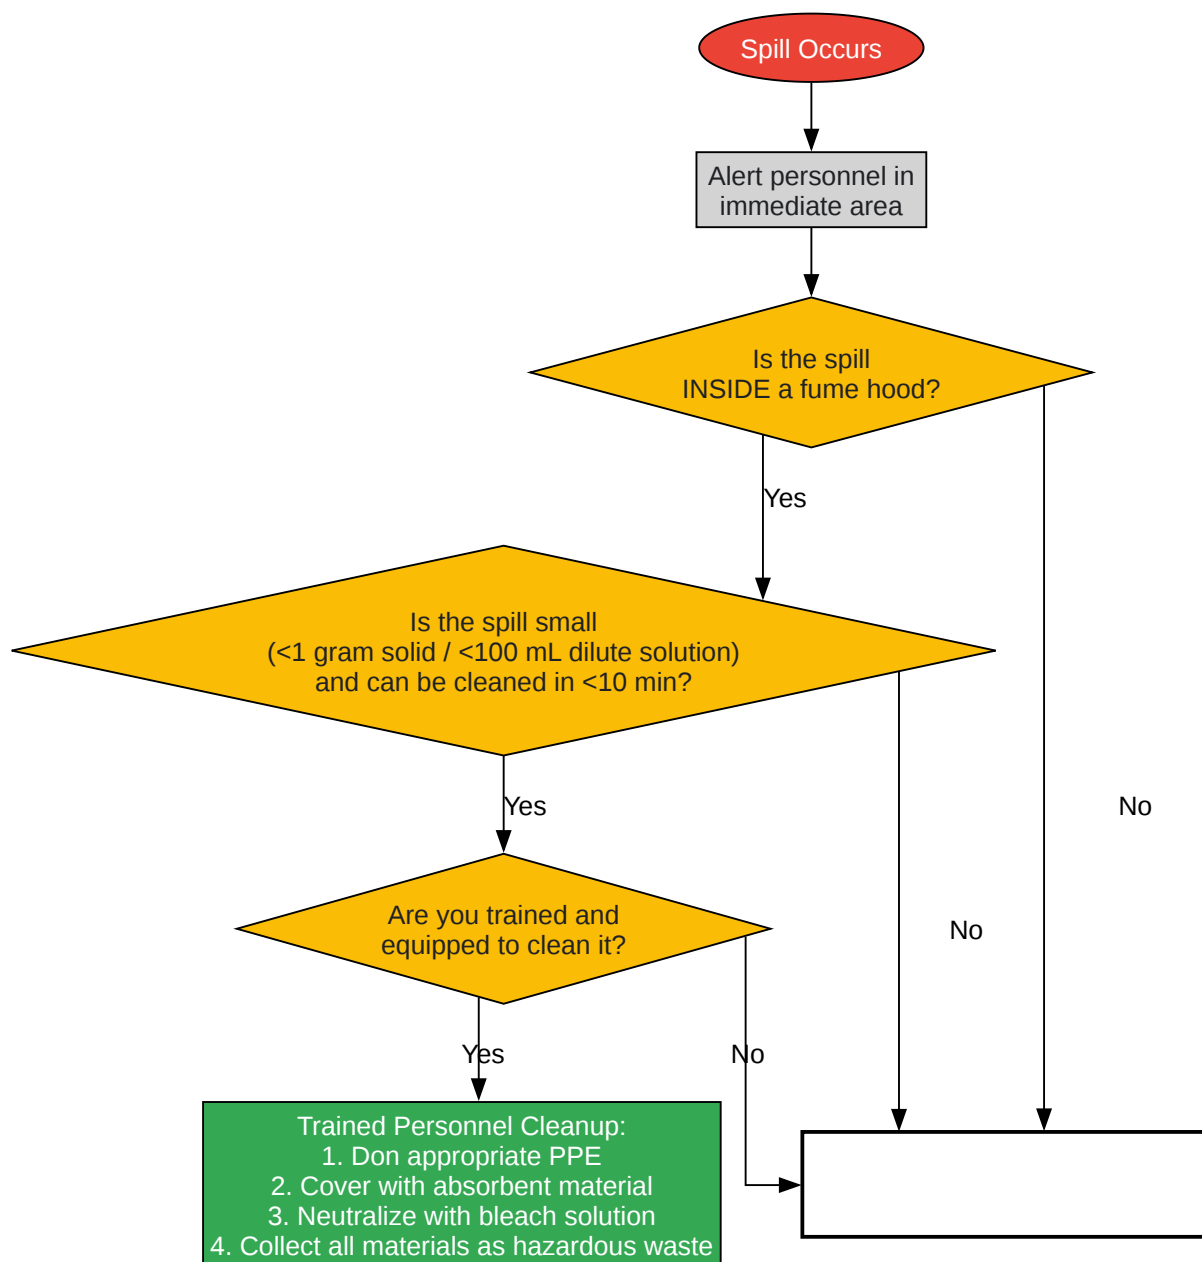 Spill Occurs
Alert personnel in
immediate area
Is the spill
INSIDE a fume hood?
Yes
Is the spill small
(<1 gram solid / <100 mL dilute solution)
and can be cleaned in <10 min?
Yes
No
Are you trained and
equipped to clean it?
No
Yes
No
Trained Personnel Cleanup:
1. Don appropriate PPE
2. Cover with absorbent material
3. Neutralize with bleach solution
4. Collect all materials as hazardous waste